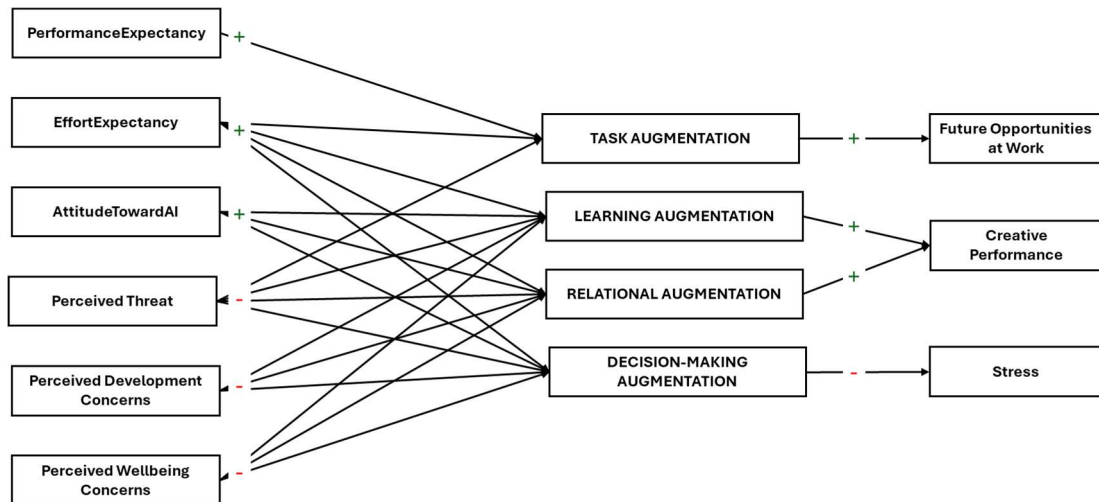 PerformanceExpectancy
+
EffortExpectancy
+
TASK AUGMENTATION
+
Future Opportunities
at Work
AttitudeTowardAI
+
LEARNING AUGMENTATION
+
Creative
Performance
Perceived Threat
-
RELATIONAL AUGMENTATION
+
Perceived Development
Concerns
-
DECISION-MAKING
AUGMENTATION
-
Stress
Perceived Wellbeing
Concerns
-